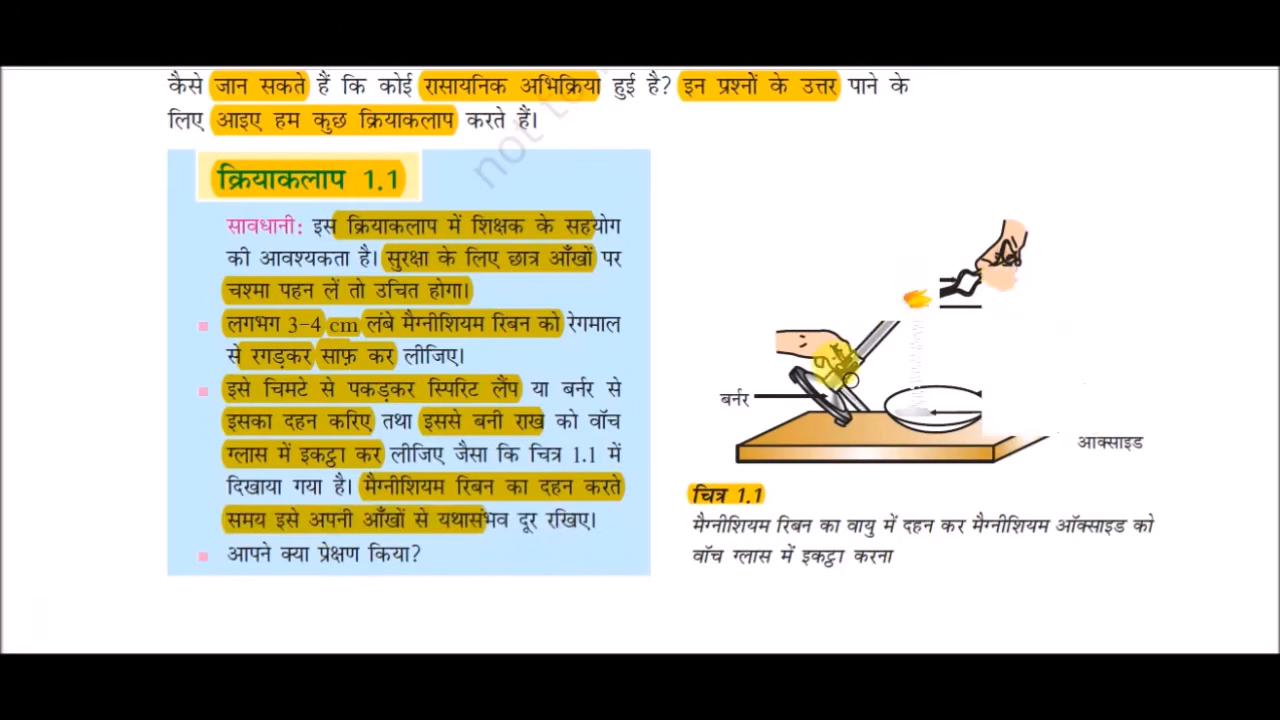 कैसे जान सकते हैं कि कोई रासायनिक अभिक्रिया हुई है? इन प्रश्नों के उत्तर पाने के
लिए आइए हम कुछ क्रियाकलाप करते हैं।
not to
क्रियाकलाप 1.1
सावधानी: इस क्रियाकलाप में शिक्षक के सहयोग
की आवश्यकता है। सुरक्षा के लिए छात्र आँखों पर
चश्मा पहन लें तो उचित होगा।
लगभग 3-4 cm लंबे मैग्नीशियम रिबन को रेगमाल
से रगड़कर साफ़ कर लीजिए।
इसे चिमटे से पकड़कर स्पिरिट लैंप या बर्नर से
इसका दहन करिए तथा इससे बनी राख को वॉच
ग्लास में इकट्ठा कर लीजिए जैसा कि चित्र 1.1 में
दिखाया गया है। मैग्नीशियम रिबन का दहन करते
समय इसे अपनी आँखों से यथासंभव दूर रखिए।
आपने क्या प्रेक्षण किया?
बर्नर
आक्साइड
चित्र 1.1
मैग्नीशियम रिबन का वायु में दहन कर मैग्नीशियम ऑक्साइड को
वॉच ग्लास में इकट्ठा करना